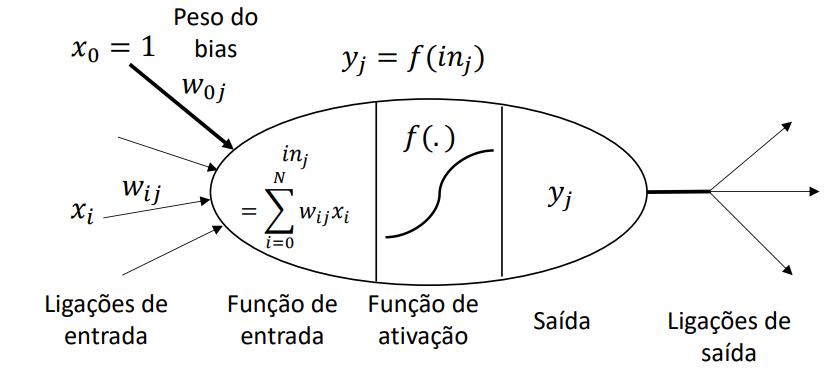 Peso do
bias
x₀ = 1
w₀ⱼ
yⱼ = f(inⱼ)
f(.)
inⱼ
= ∑ᵢ₌₀ᴺ wᵢⱼxᵢ
wᵢⱼ
xᵢ
yⱼ
Ligações de
entrada
Função de
entrada
Função de
ativação
Saída
Ligações de
saída